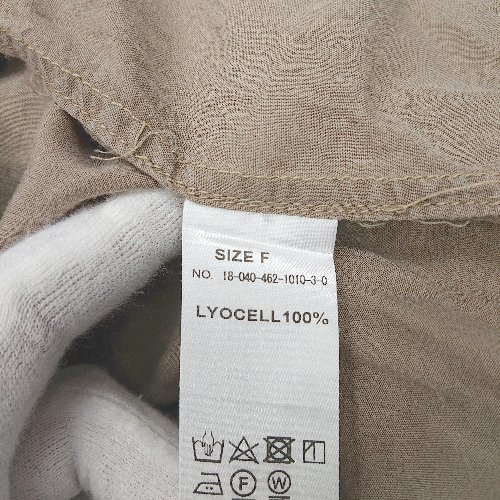 SIZE F
NO. 18-040-462-1010-3-0
LYOCELL100%
F W